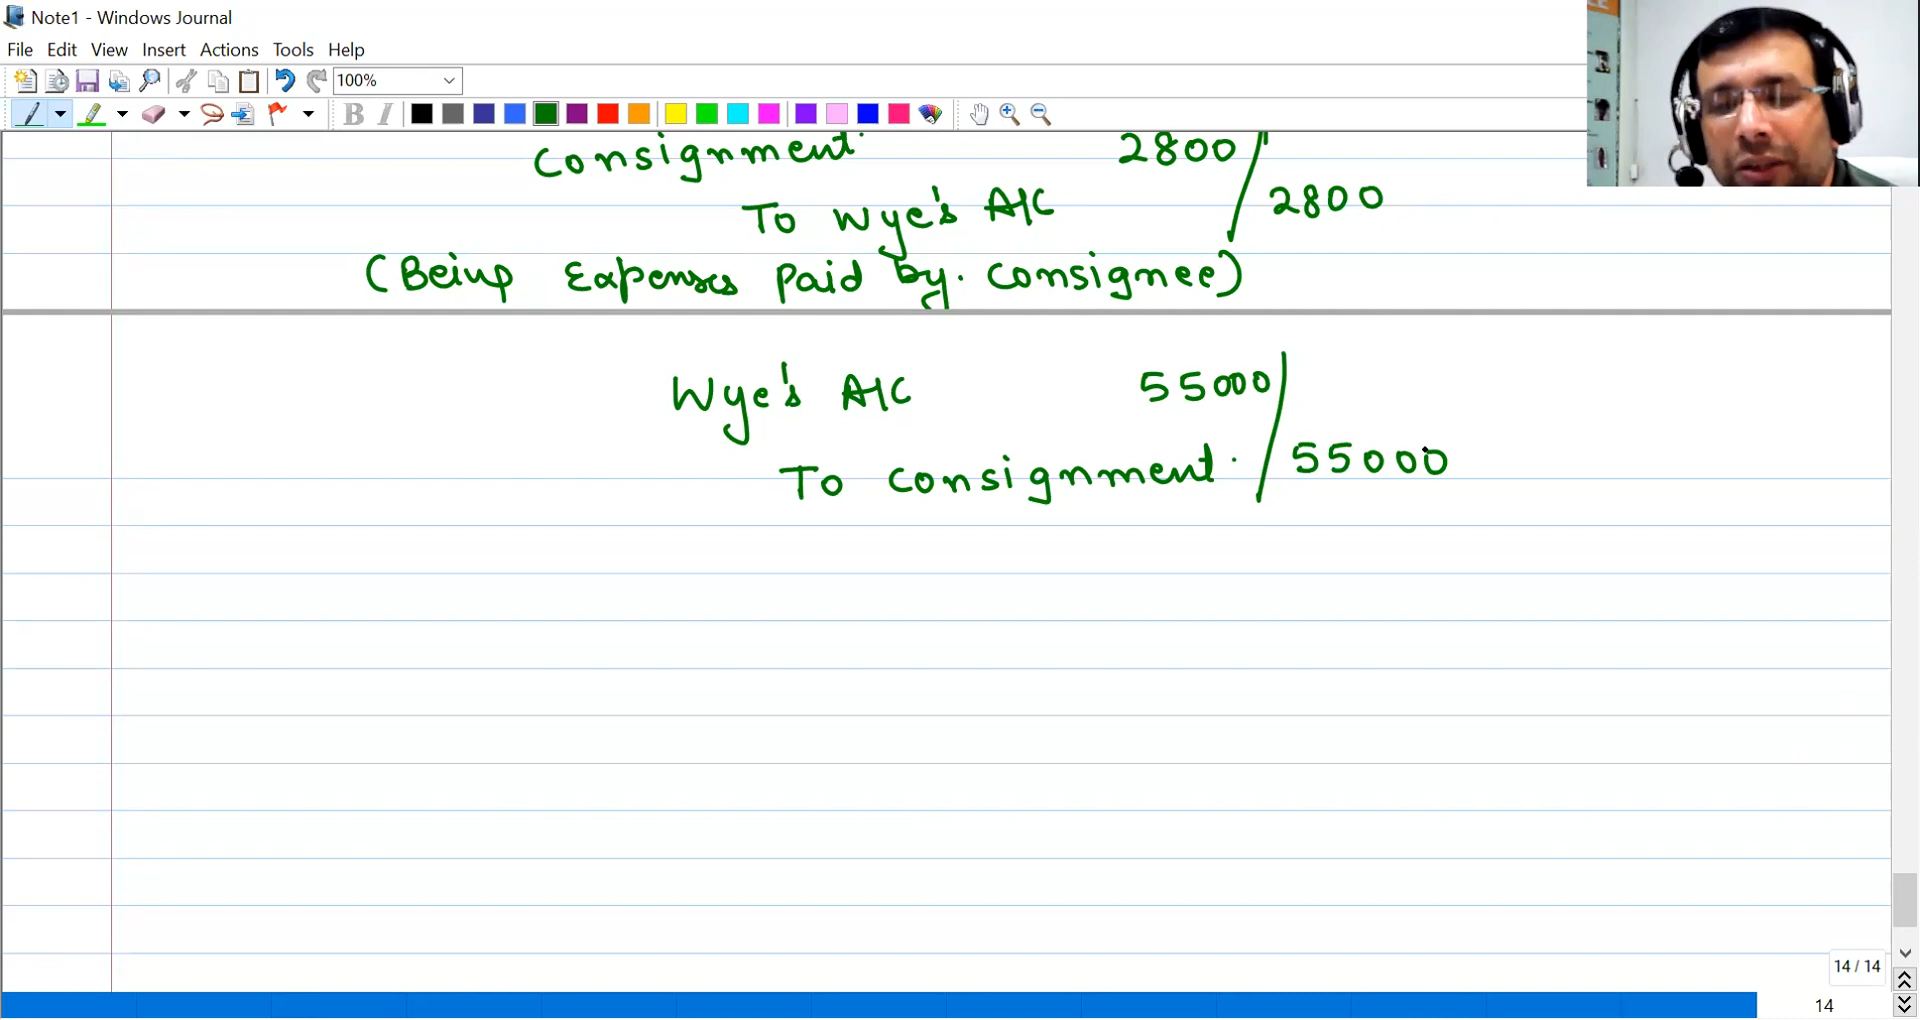 Note1 - Windows Journal
File Edit View Insert Actions Tools Help
100%
B I
Consignment 2800
To Wye's A/C 2800
(Being Expenses Paid by. Consignee)
Wye's A/C 55000
To Consignment. 55000
14 / 14
14